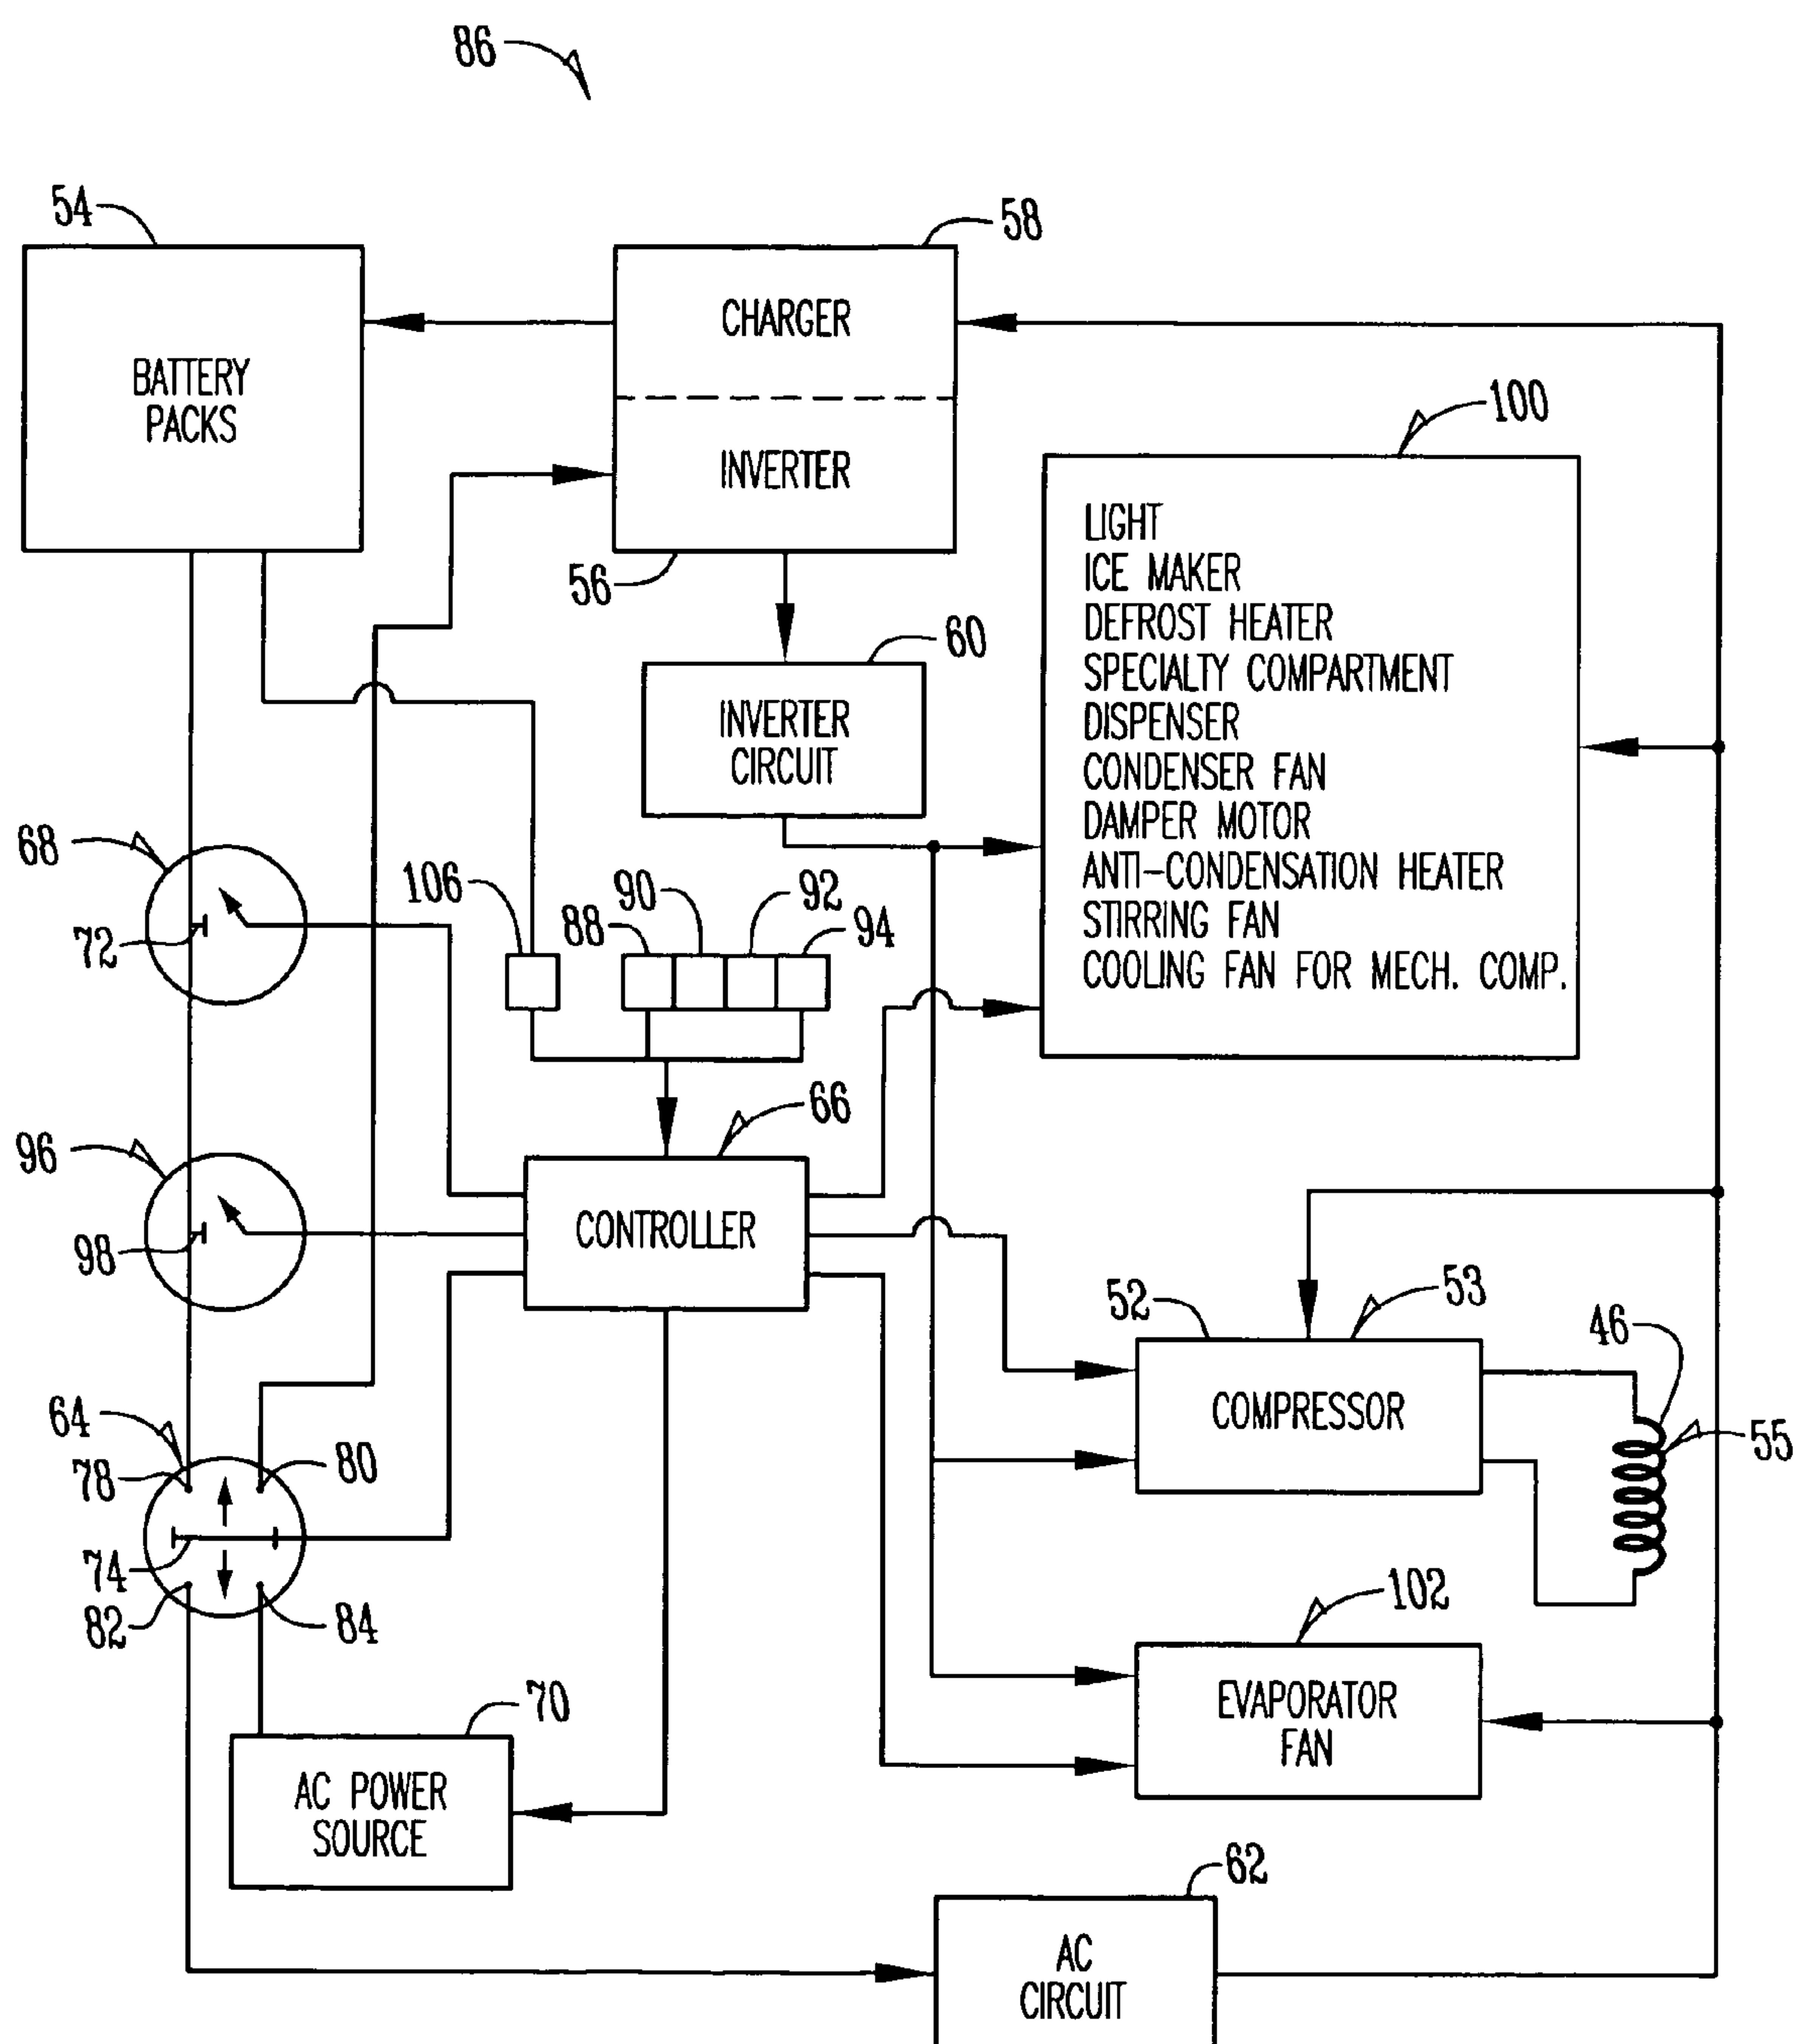 86
54
58
CHARGER
BATTERY
PACKS
INVERTER
100
56
LIGHT
ICE MAKER
DEFROST HEATER
SPECIALTY COMPARTMENT
DISPENSER
CONDENSER FAN
DAMPER MOTOR
ANTI-CONDENSATION HEATER
STIRRING FAN
COOLING FAN FOR MECH. COMP.
60
INVERTER
CIRCUIT
68
72
106
88
90
92
94
66
96
98
CONTROLLER
52
53
46
COMPRESSOR
55
64
78
80
74
82
84
102
EVAPORATOR
FAN
70
AC POWER
SOURCE
62
AC
CIRCUIT